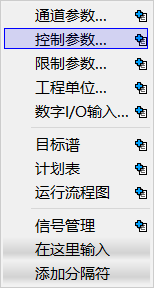 通道参数...
控制参数...
限制参数...
工程单位...
数字I/O输入...
目标谱
计划表
运行流程图
信号管理
在这里输入
添加分隔符